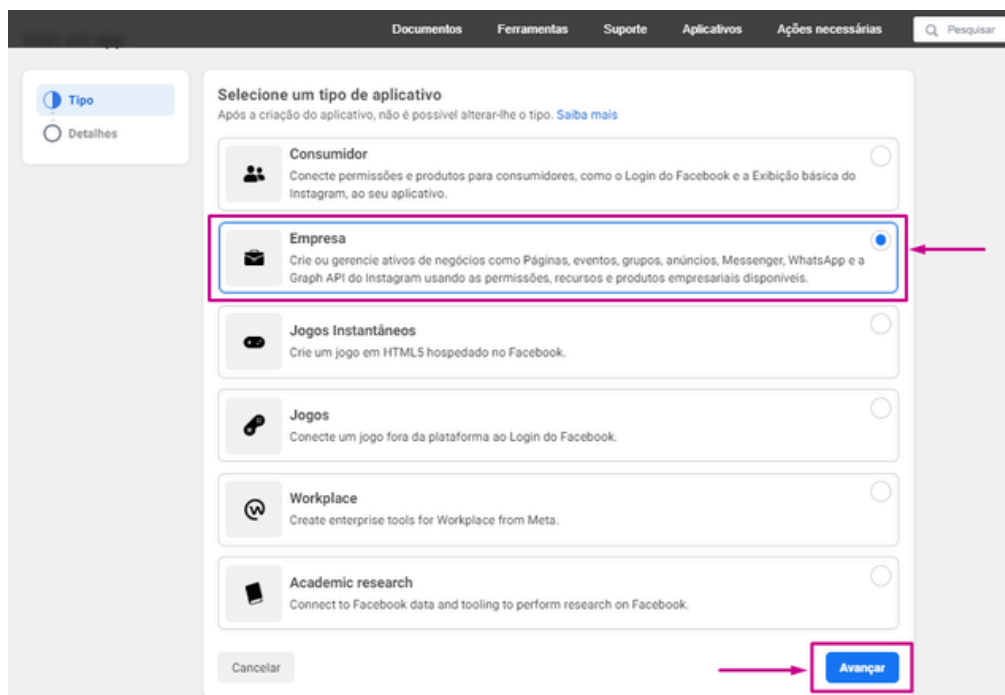 Documentos Ferramentas Suporte Aplicativos Ações necessárias Pesquisar
Tipo
Detalhes
Selecione um tipo de aplicativo
Após a criação do aplicativo, não é possível alterar-lhe o tipo. Saiba mais
Consumidor
Conecte permissões e produtos para consumidores, como o Login do Facebook e a Exibição básica do
Instagram, ao seu aplicativo.
Empresa
Crie ou gerencie ativos de negócios como Páginas, eventos, grupos, anúncios, Messenger, WhatsApp e a
Graph API do Instagram usando as permissões, recursos e produtos empresariais disponíveis.
Jogos Instantâneos
Crie um jogo em HTML5 hospedado no Facebook.
Jogos
Conecte um jogo fora da plataforma ao Login do Facebook.
Workplace
Create enterprise tools for Workplace from Meta.
Academic research
Connect to Facebook data and tooling to perform research on Facebook.
Cancelar
Avançar